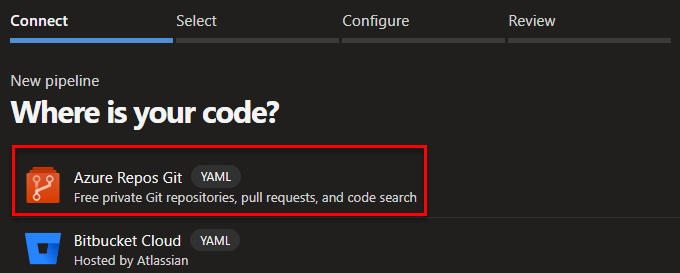 Connect Select Configure Review
New pipeline
Where is your code?
Azure Repos Git YAML
Free private Git repositories, pull requests, and code search
Bitbucket Cloud YAML
Hosted by Atlassian